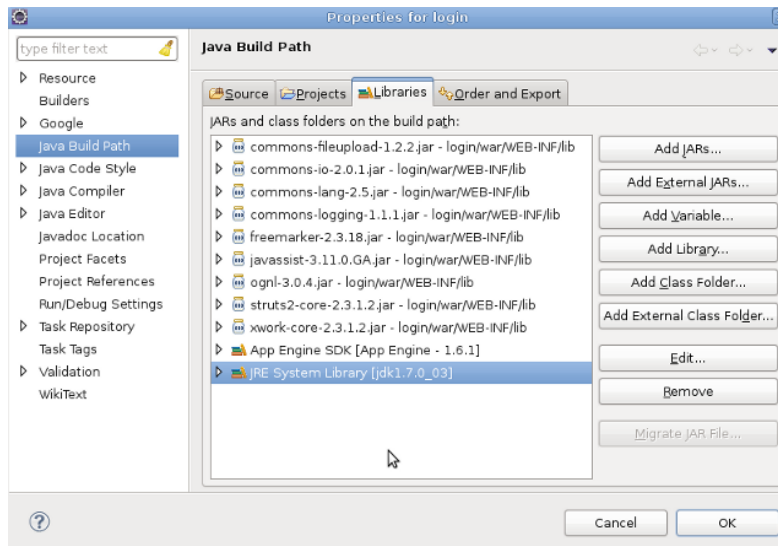 Properties for login
type filter text
Java Build Path
Resource
Builders
Google
Java Build Path
Java Code Style
Java Compiler
Java Editor
Javadoc Location
Project Facets
Project References
Run/Debug Settings
Task Repository
Task Tags
Validation
WikiText
Source Projects Libraries Order and Export
JARs and class folders on the build path:
commons-fileupload-1.2.2.jar - login/war/WEB-INF/lib
commons-io-2.0.1.jar - login/war/WEB-INF/lib
commons-lang-2.5.jar - login/war/WEB-INF/lib
commons-logging-1.1.1.jar - login/war/WEB-INF/lib
freemarker-2.3.18.jar - login/war/WEB-INF/lib
javassist-3.11.0.GA.jar - login/war/WEB-INF/lib
ognl-3.0.4.jar - login/war/WEB-INF/lib
struts2-core-2.3.1.2.jar - login/war/WEB-INF/lib
xwork-core-2.3.1.2.jar - login/war/WEB-INF/lib
App Engine SDK [App Engine - 1.6.1]
JRE System Library [jdk1.7.0_03]
Add JARs...
Add External JARs...
Add Variable...
Add Library...
Add Class Folder...
Add External Class Folder...
Edit...
Remove
Migrate JAR File...
?
Cancel OK